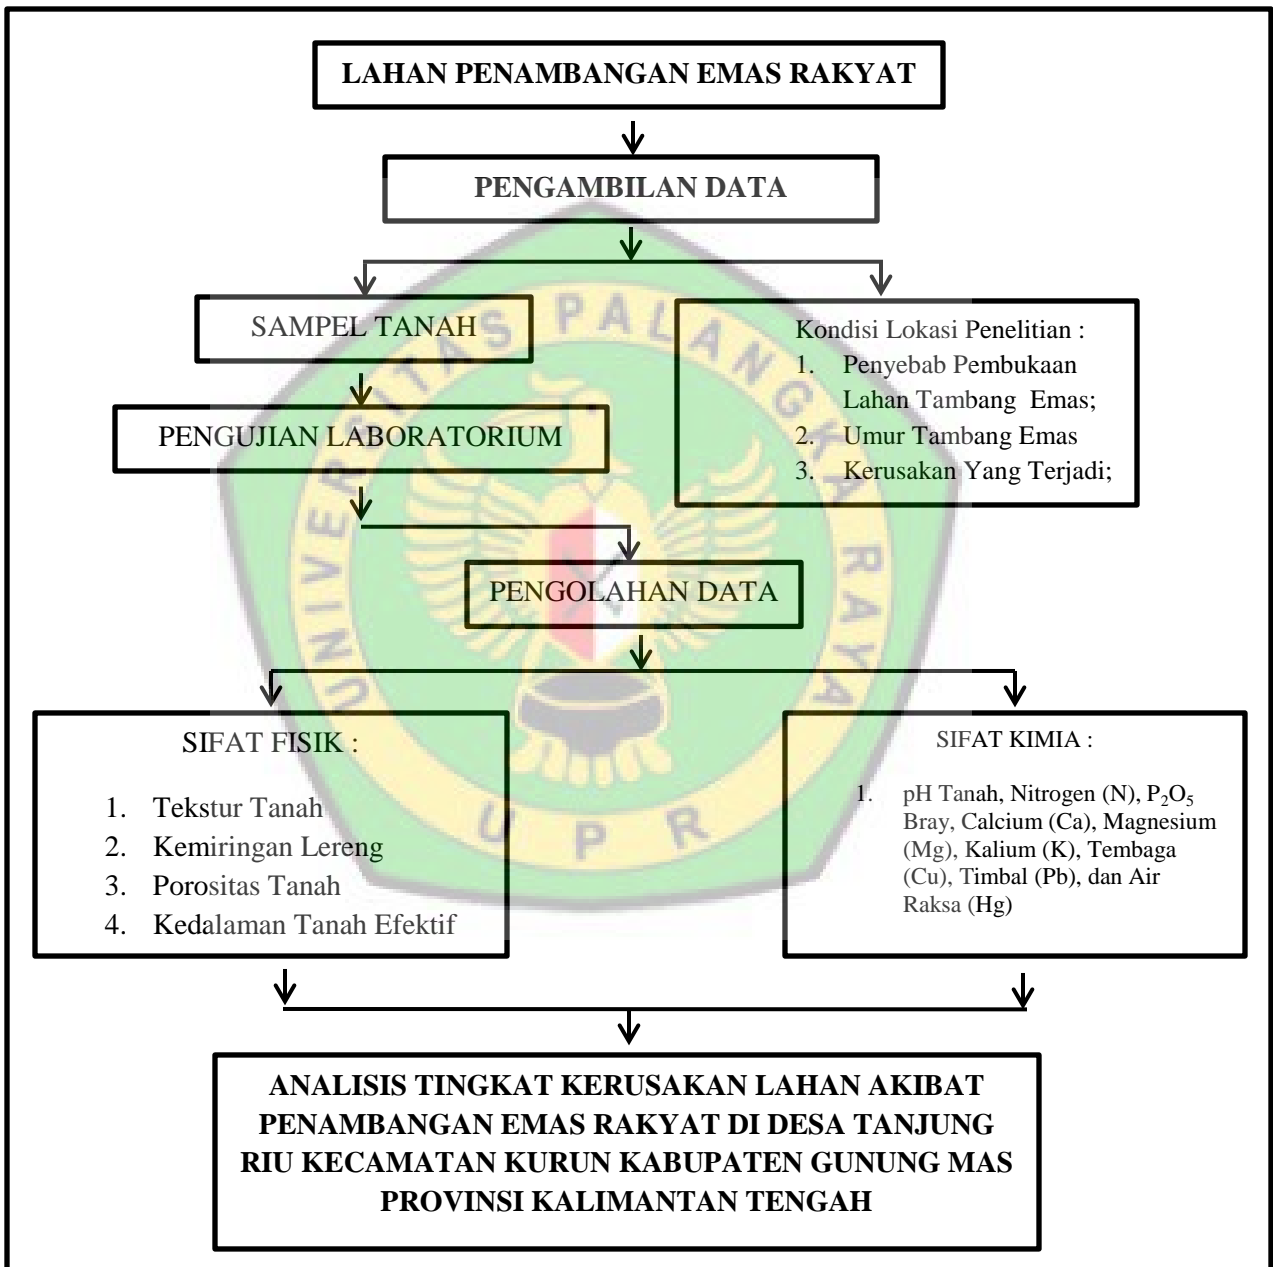 LAHAN PENAMBANGAN EMAS RAKYAT
PENGAMBILAN DATA
SAMPEL TANAH
PENGUJIAN LABORATORIUM
Kondisi Lokasi Penelitian :
1. Penyebab Pembukaan
Lahan Tambang Emas;
2. Umur Tambang Emas
3. Kerusakan Yang Terjadi;
PENGOLAHAN DATA
SIFAT FISIK :
1. Tekstur Tanah
2. Kemiringan Lereng
3. Porositas Tanah
4. Kedalaman Tanah Efektif
SIFAT KIMIA :
1. pH Tanah, Nitrogen (N), P₂O₅
Bray, Calcium (Ca), Magnesium
(Mg), Kalium (K), Tembaga
(Cu), Timbal (Pb), dan Air
Raksa (Hg)
ANALISIS TINGKAT KERUSAKAN LAHAN AKIBAT
PENAMBANGAN EMAS RAKYAT DI DESA TANJUNG
RIU KECAMATAN KURUN KABUPATEN GUNUNG MAS
PROVINSI KALIMANTAN TENGAH
UNIVERSITAS PALANGKA RAYA
UPR